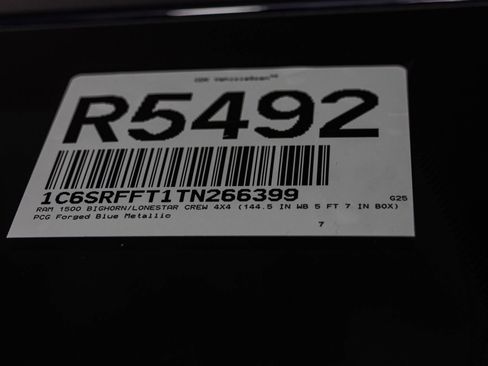 R5492
1C6SRFFT1TN266399
G25
RAM 1500 BIGHORN/LONESTAR CREW 4X4 (144.5 IN WB 5 FT 7 IN BOX)
PCG Forged Blue Metallic
7